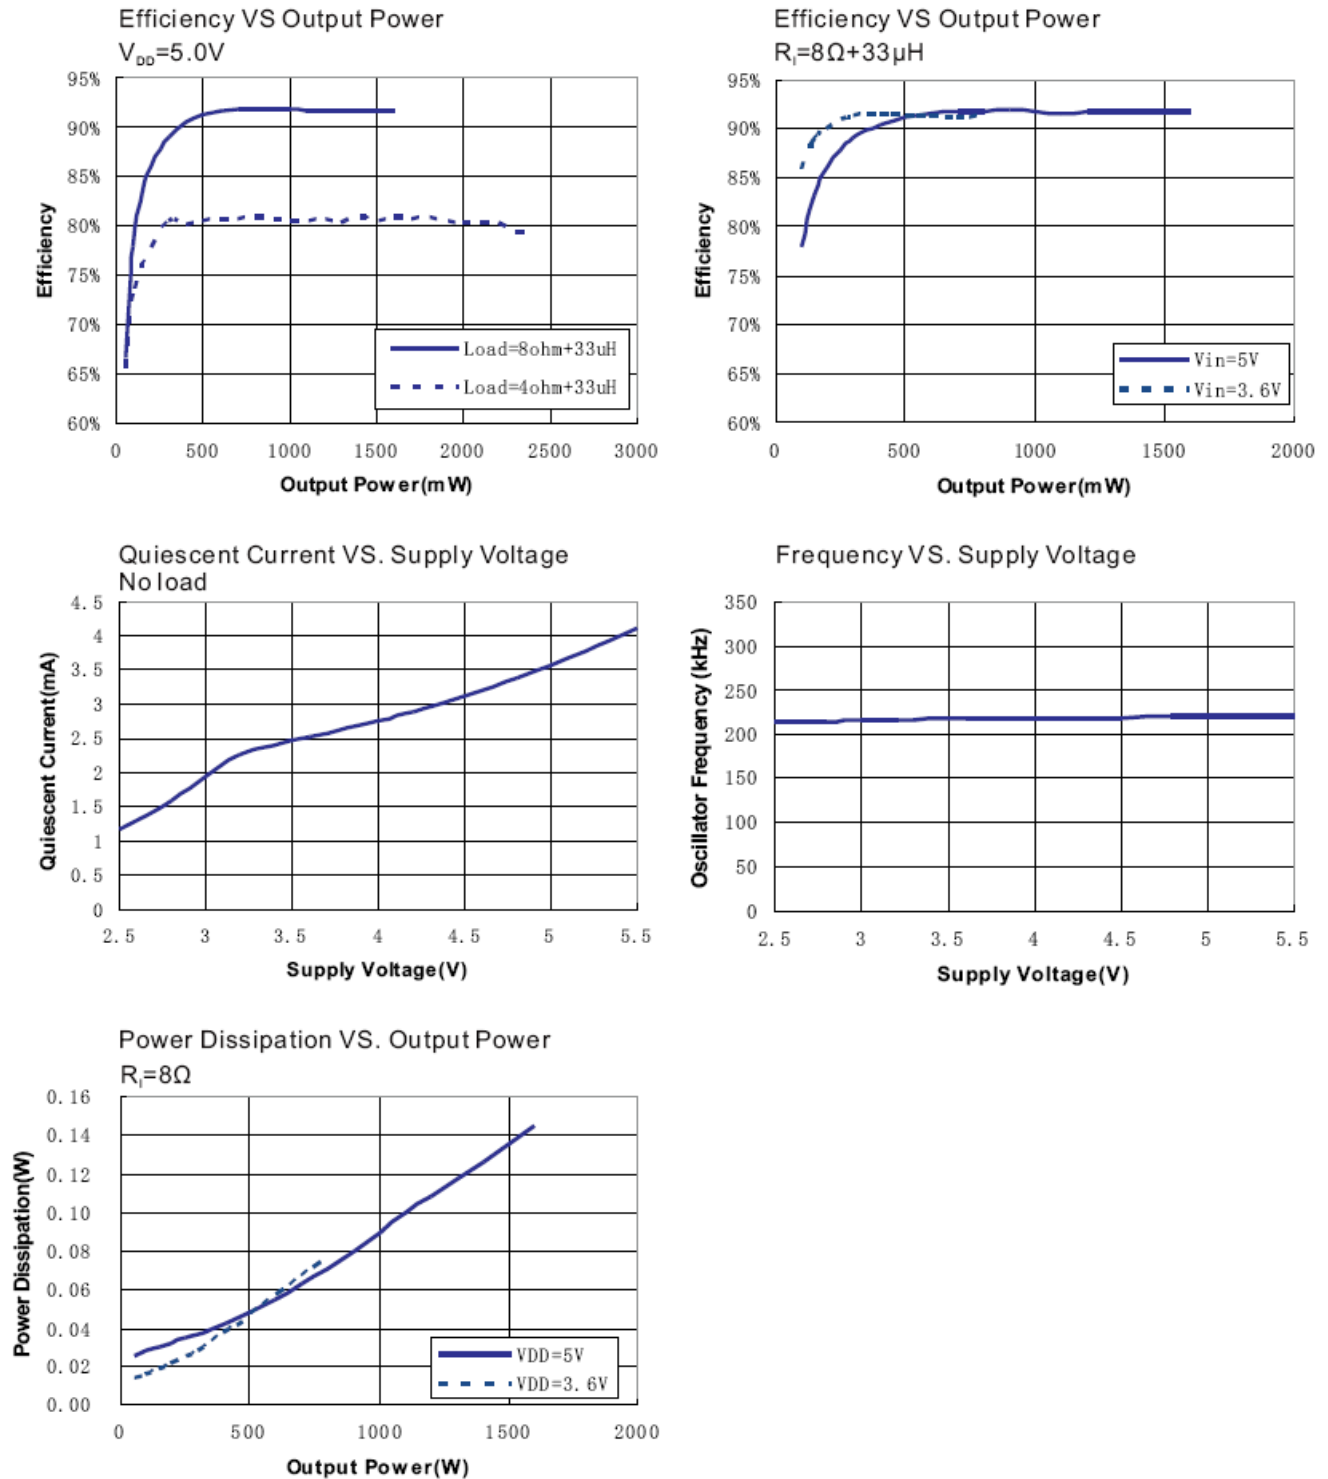 Efficiency VS Output Power
V_DD=5.0V
95%
90%
85%
80%
75%
70%
65%
60%
Efficiency
Load=8ohm+33uH
Load=4ohm+33uH
0 500 1000 1500 2000 2500 3000
Output Power(mW)
Efficiency VS Output Power
R_l=8Ω+33µH
95%
90%
85%
80%
75%
70%
65%
60%
Efficiency
Vin=5V
Vin=3.6V
0 500 1000 1500 2000
Output Power(mW)
Quiescent Current VS. Supply Voltage
No load
4.5
4
3.5
3
2.5
2
1.5
1
0.5
0
Quiescent Current(mA)
2.5 3 3.5 4 4.5 5 5.5
Supply Voltage(V)
Frequency VS. Supply Voltage
350
300
250
200
150
100
50
0
Oscillator Frequency (kHz)
2.5 3 3.5 4 4.5 5 5.5
Supply Voltage(V)
Power Dissipation VS. Output Power
R_l=8Ω
0.16
0.14
0.12
0.10
0.08
0.06
0.04
0.02
0.00
Power Dissipation(W)
VDD=5V
VDD=3.6V
0 500 1000 1500 2000
Output Power(W)